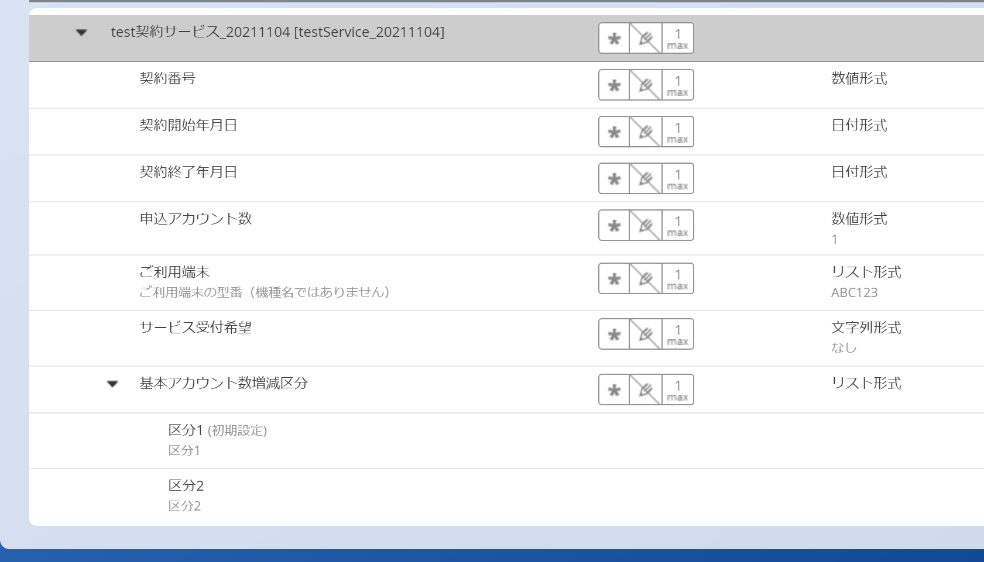 test契約サービス_20211104 [testService_20211104] * 1 max
契約番号 * 1 max 数値形式
契約開始年月日 * 1 max 日付形式
契約終了年月日 * 1 max 日付形式
申込アカウント数 * 1 max 数値形式
1
ご利用端末 * 1 max リスト形式
ご利用端末の型番（機種名ではありません） ABC123
サービス受付希望 * 1 max 文字列形式
なし
基本アカウント数増減区分 * 1 max リスト形式
区分1 (初期設定)
区分1
区分2
区分2